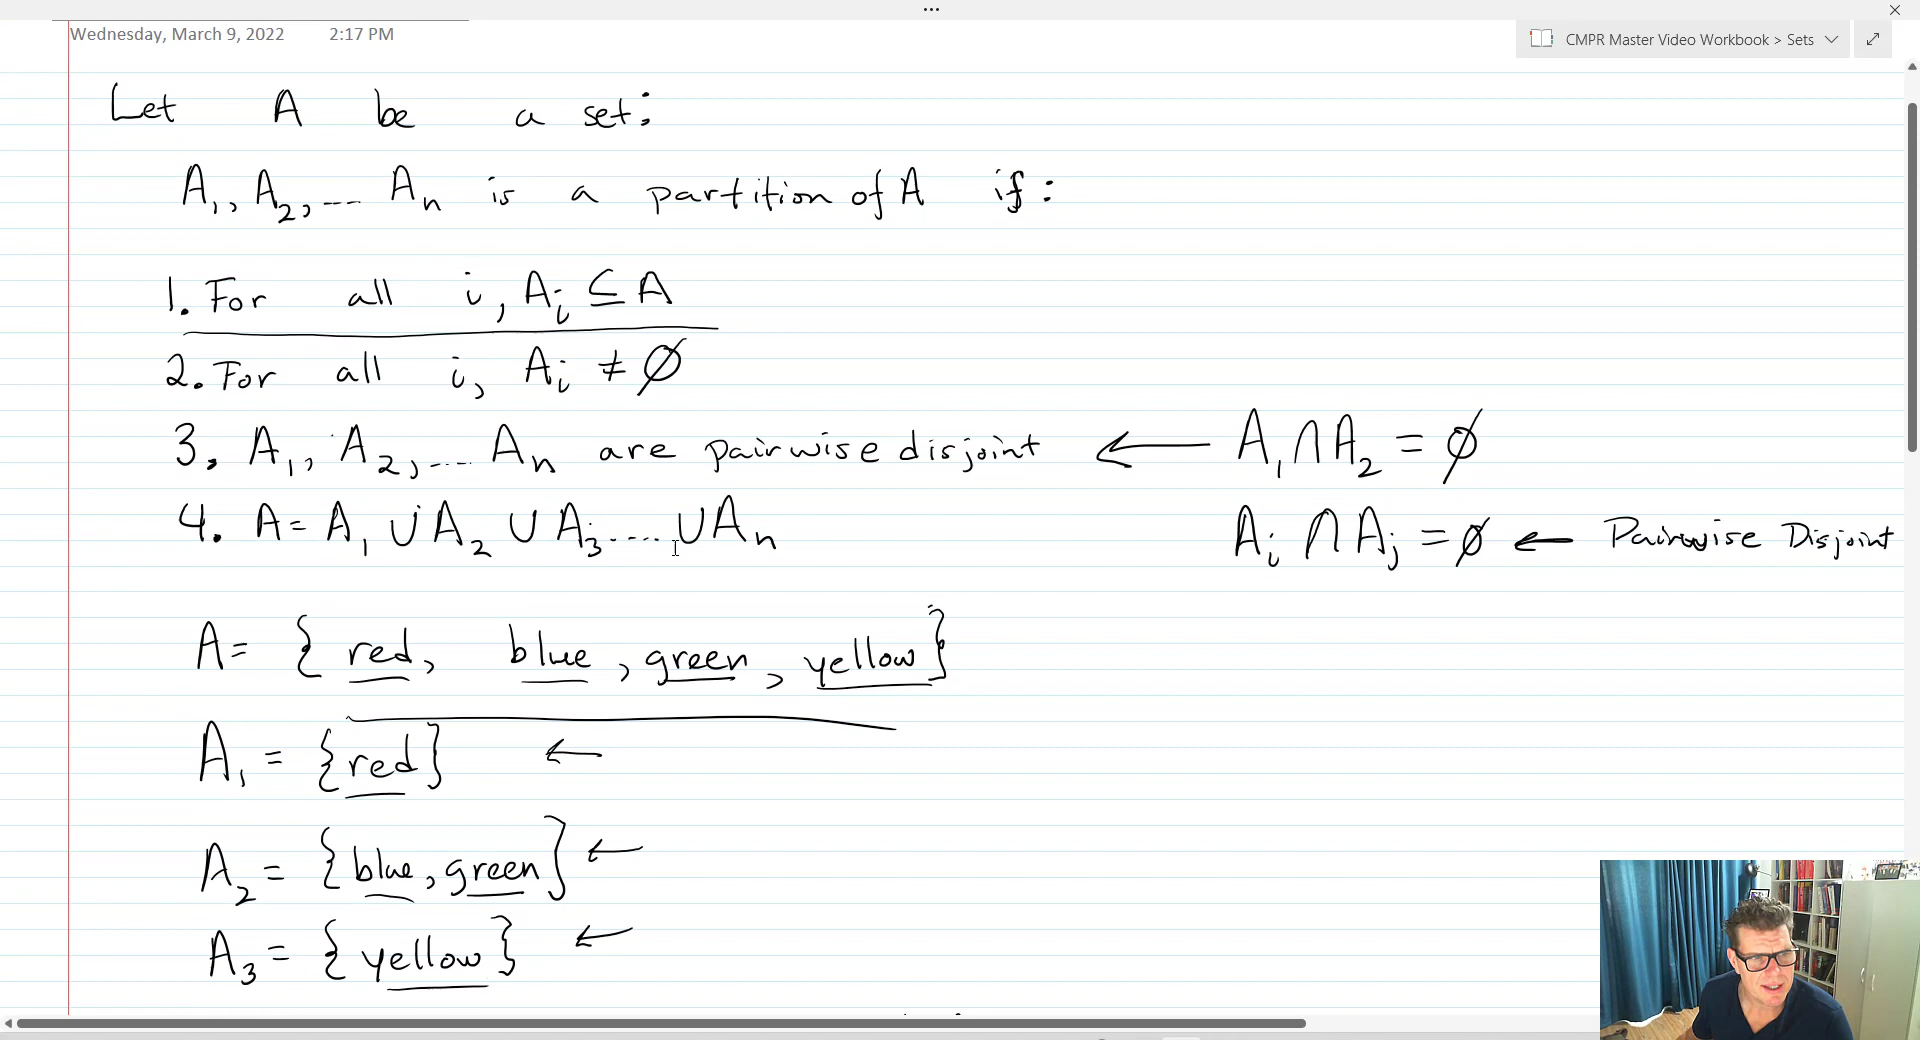 Wednesday, March 9, 2022 2:17 PM
CMPR Master Video Workbook > Sets
Let A be a set:
A₁, A₂, ... Aₙ is a partition of A if:
1. For all i, Aᵢ ⊆ A
2. For all i, Aᵢ ≠ ∅
3. A₁, A₂, ... Aₙ are pairwise disjoint ← A₁ ∩ A₂ = ∅
4. A = A₁ ∪ A₂ ∪ A₃ .... ∪ Aₙ
Aᵢ ∩ Aⱼ = ∅ ← Pairwise Disjoint
A = { red, blue, green, yellow }
A₁ = {red} ←
A₂ = {blue, green} ←
A₃ = {yellow} ←